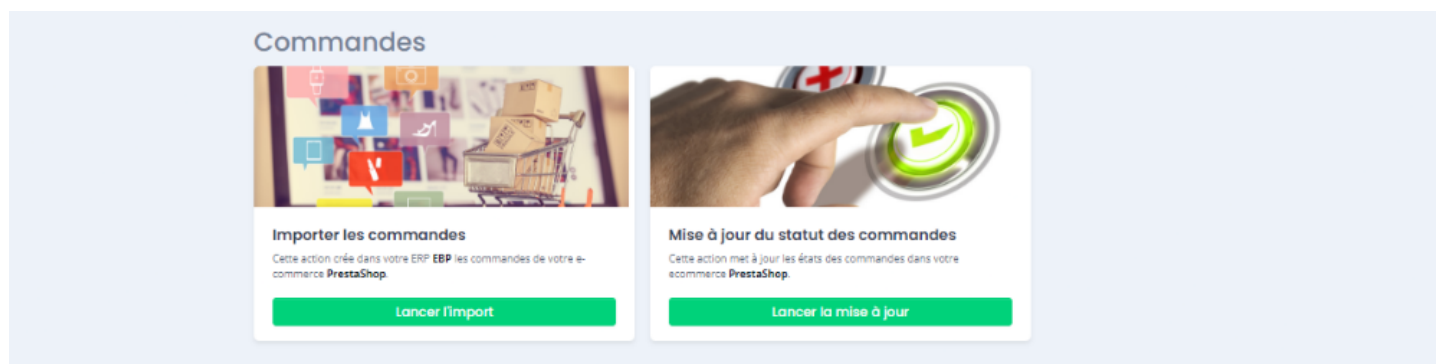 Commandes
Importer les commandes
Cette action crée dans votre ERP EBP les commandes de votre e-
commerce PrestaShop.
Lancer l'import
Mise à jour du statut des commandes
Cette action met à jour les états des commandes dans votre
ecommerce PrestaShop.
Lancer la mise à jour